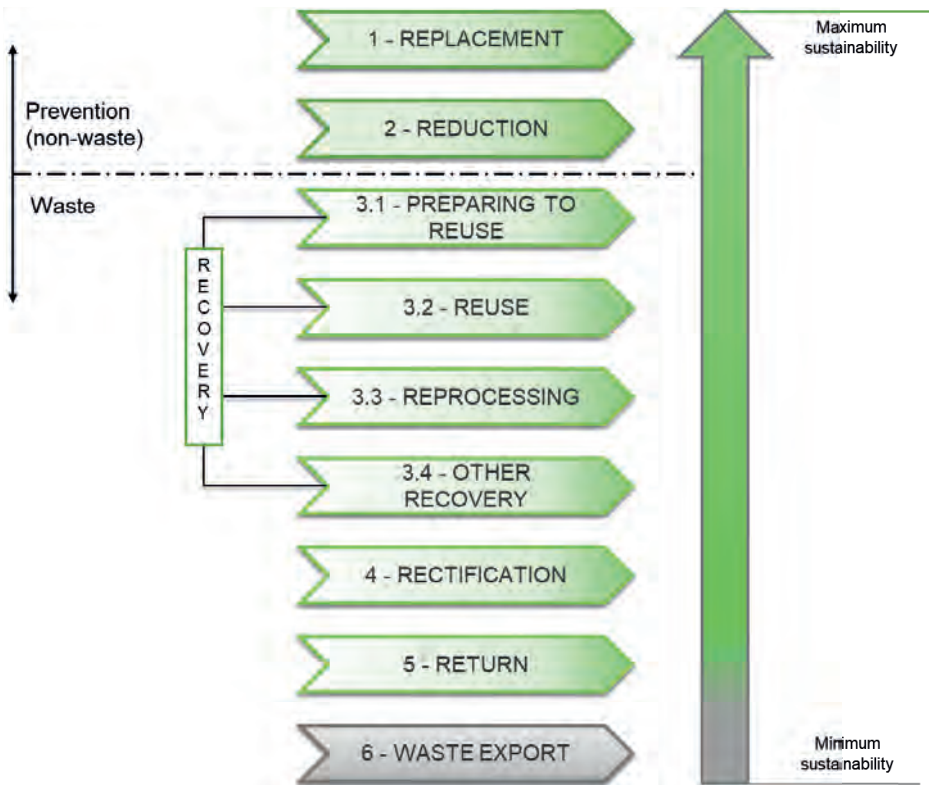 1 - REPLACEMENT
Maximum
sustainability
Prevention
(non-waste)
2 - REDUCTION
Waste
3.1 - PREPARING TO
REUSE
RECOVERY
3.2 - REUSE
3.3 - REPROCESSING
3.4 - OTHER
RECOVERY
4 - RECTIFICATION
5 - RETURN
6 - WASTE EXPORT
Minimum
sustainability